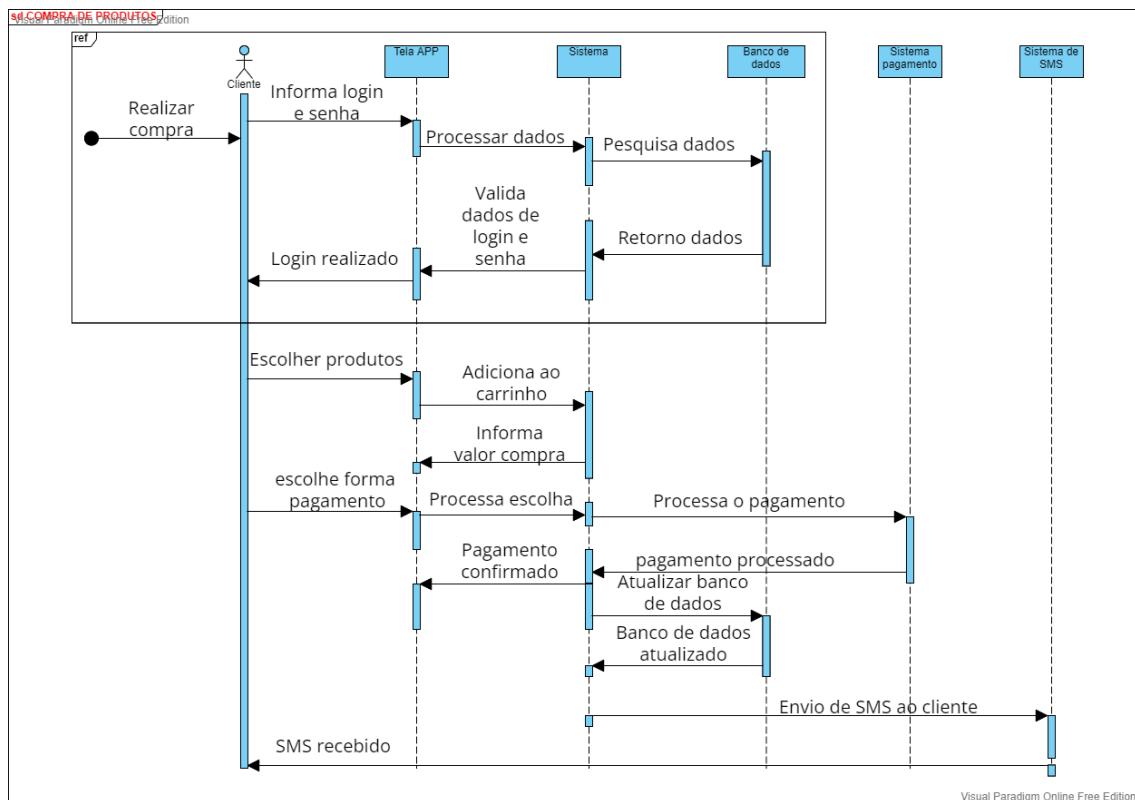 sd COMPRA DE PRODUTOS
Visual Paradigm Online Free Edition
ref
Cliente
Tela APP
Sistema
Banco de
dados
Sistema
pagamento
Sistema de
SMS
Realizar
compra
Informa login
e senha
Processar dados
Pesquisa dados
Valida
dados de
login e
senha
Retorno dados
Login realizado
Escolher produtos
Adiciona ao
carrinho
Informa
valor compra
escolhe forma
pagamento
Processa escolha
Processa o pagamento
Pagamento
confirmado
pagamento processado
Atualizar banco
de dados
Banco de dados
atualizado
Envio de SMS ao cliente
SMS recebido
Visual Paradigm Online Free Edition